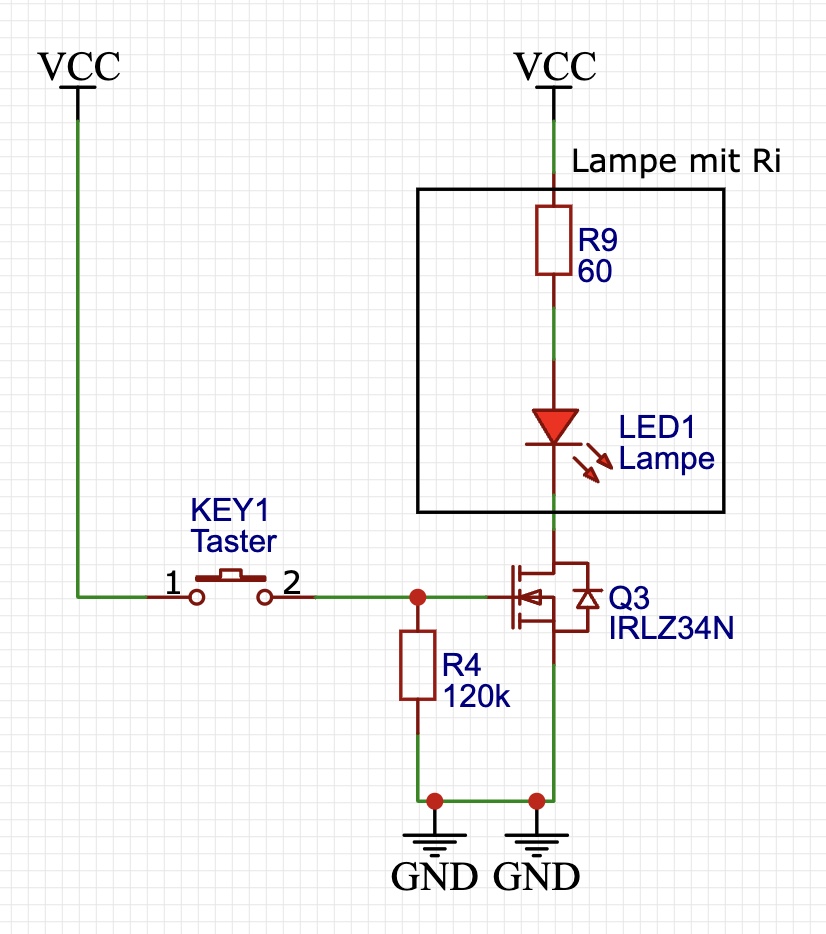 VCC
VCC
Lampe mit Ri
R9
60
LED1
Lampe
KEY1
Taster
1
2
Q3
IRLZ34N
R4
120k
GND
GND